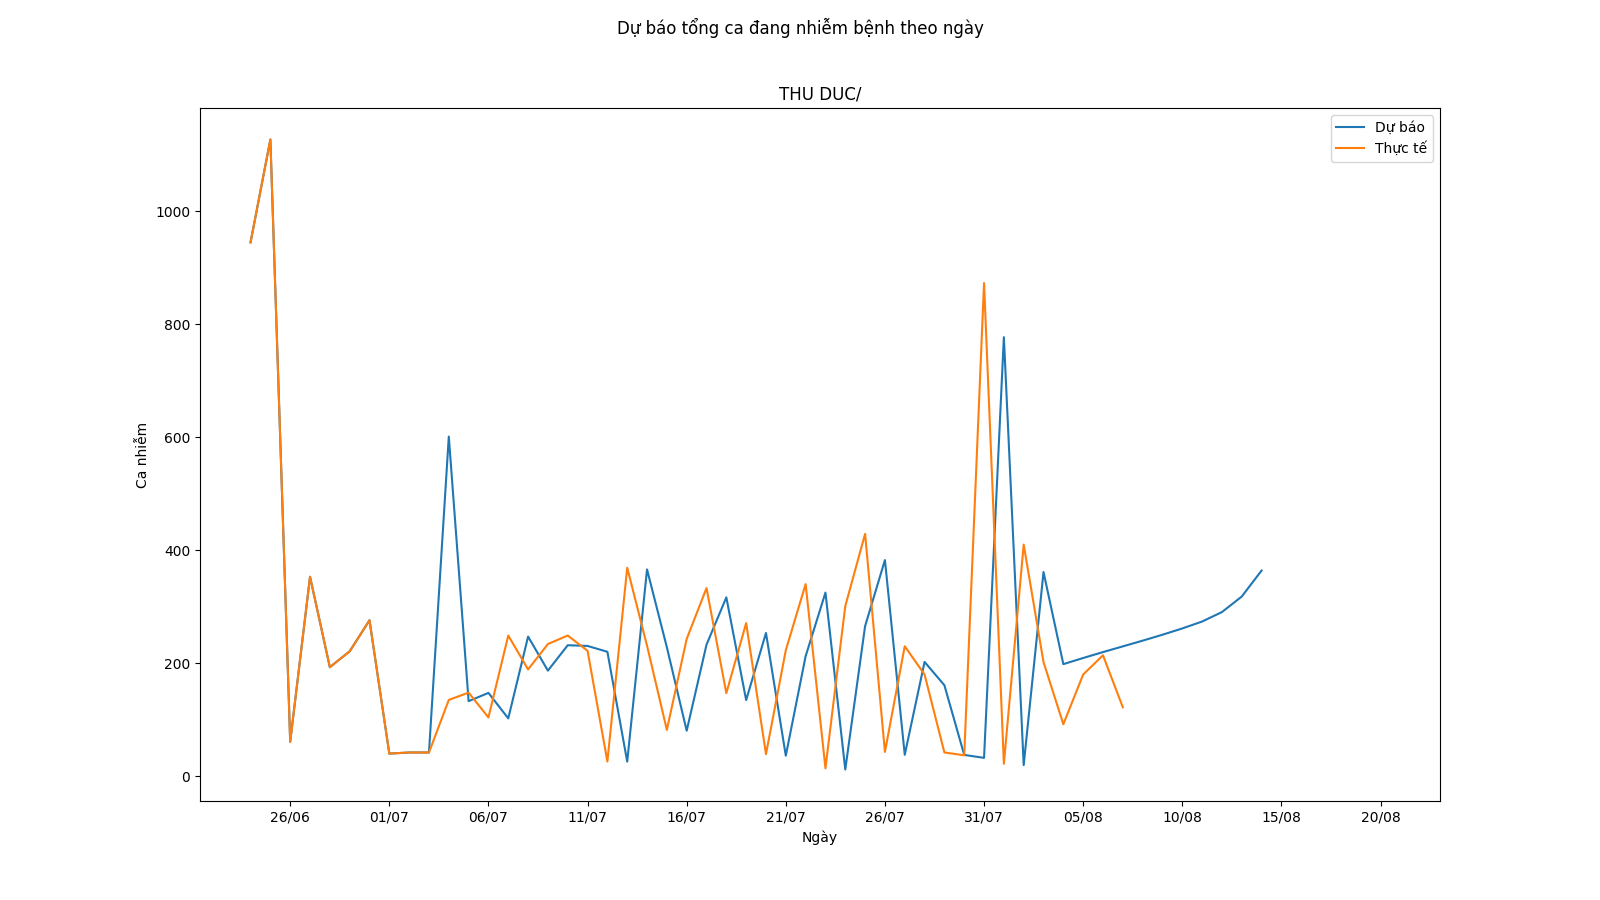 Dự báo tổng ca đang nhiễm bệnh theo ngày
THU DUC/
Dự báo
Thực tế
1000
800
600
400
200
0
Ca nhiễm
26/06 01/07 06/07 11/07 16/07 21/07 26/07 31/07 05/08 10/08 15/08 20/08
Ngày